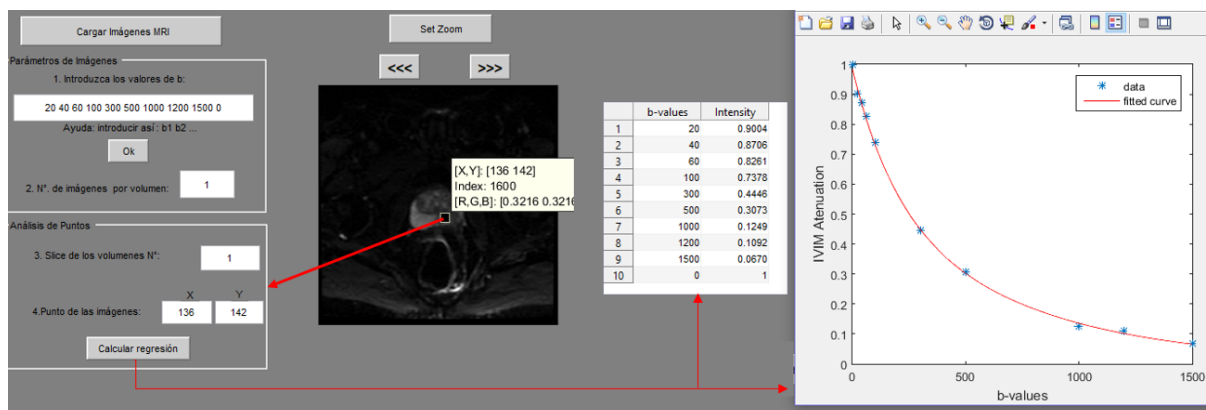 Cargar Imágenes MRI
Parámetros de Imágenes
1. Introduzca los valores de b:
20 40 60 100 300 500 1000 1200 1500 0
Ayuda: introducir así : b1 b2 ...
Ok
2. N°. de imágenes por volumen:
1
Análisis de Puntos
3. Slice de los volumenes N°:
1
X Y
4.Punto de las imágenes:
136 142
Calcular regresión
Set Zoom
<<< >>>
[X,Y]: [136 142]
Index: 1600
[R,G,B]: [0.3216 0.3216
b-values Intensity
1 20 0.9004
2 40 0.8706
3 60 0.8261
4 100 0.7378
5 300 0.4446
6 500 0.3073
7 1000 0.1249
8 1200 0.1092
9 1500 0.0670
10 0 1
data
fitted curve
IVIM Atenuation
1
0.9
0.8
0.7
0.6
0.5
0.4
0.3
0.2
0.1
0
0 500 1000 1500
b-values